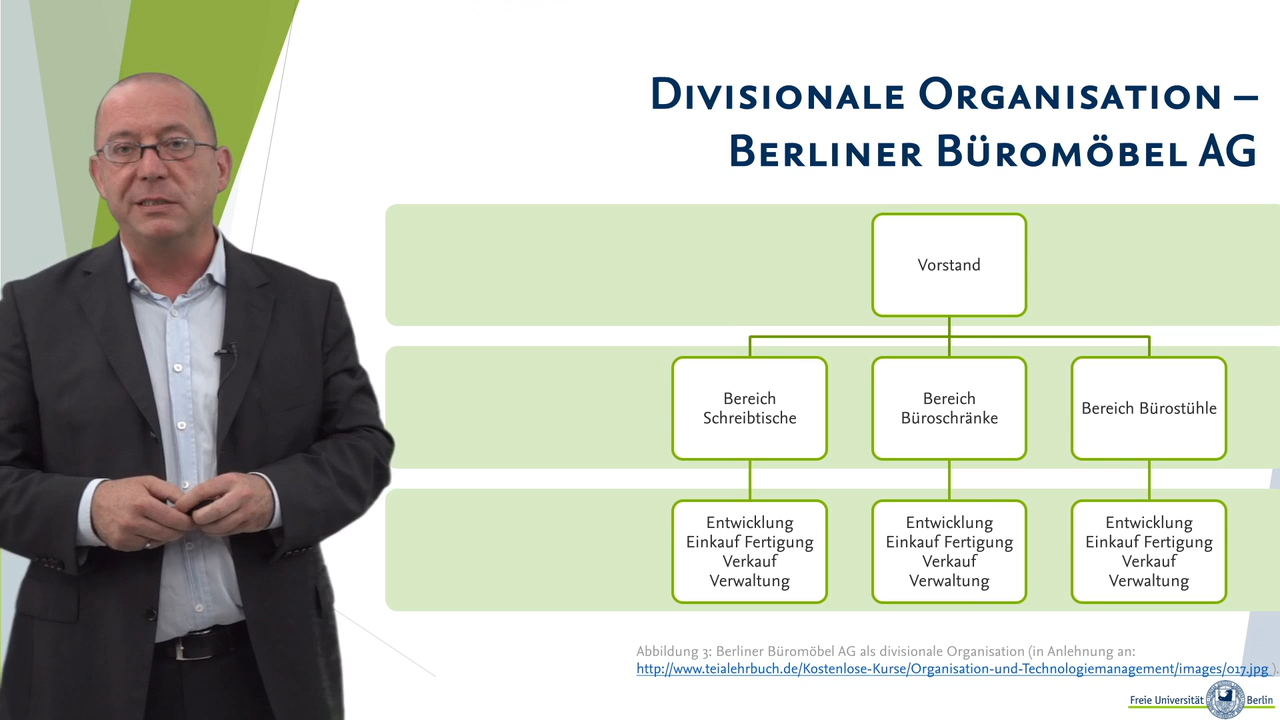 Divisionale Organisation –
Berliner Büromöbel AG
Vorstand
Bereich
Schreibtische
Bereich
Büroschränke
Bereich Bürostühle
Entwicklung
Einkauf Fertigung
Verkauf
Verwaltung
Entwicklung
Einkauf Fertigung
Verkauf
Verwaltung
Entwicklung
Einkauf Fertigung
Verkauf
Verwaltung
Abbildung 3: Berliner Büromöbel AG als divisionale Organisation (in Anlehnung an:
http://www.teialehrbuch.de/Kostenlose-Kurse/Organisation-und-Technologiemanagement/images/017.jpg ).
Freie Universität Berlin